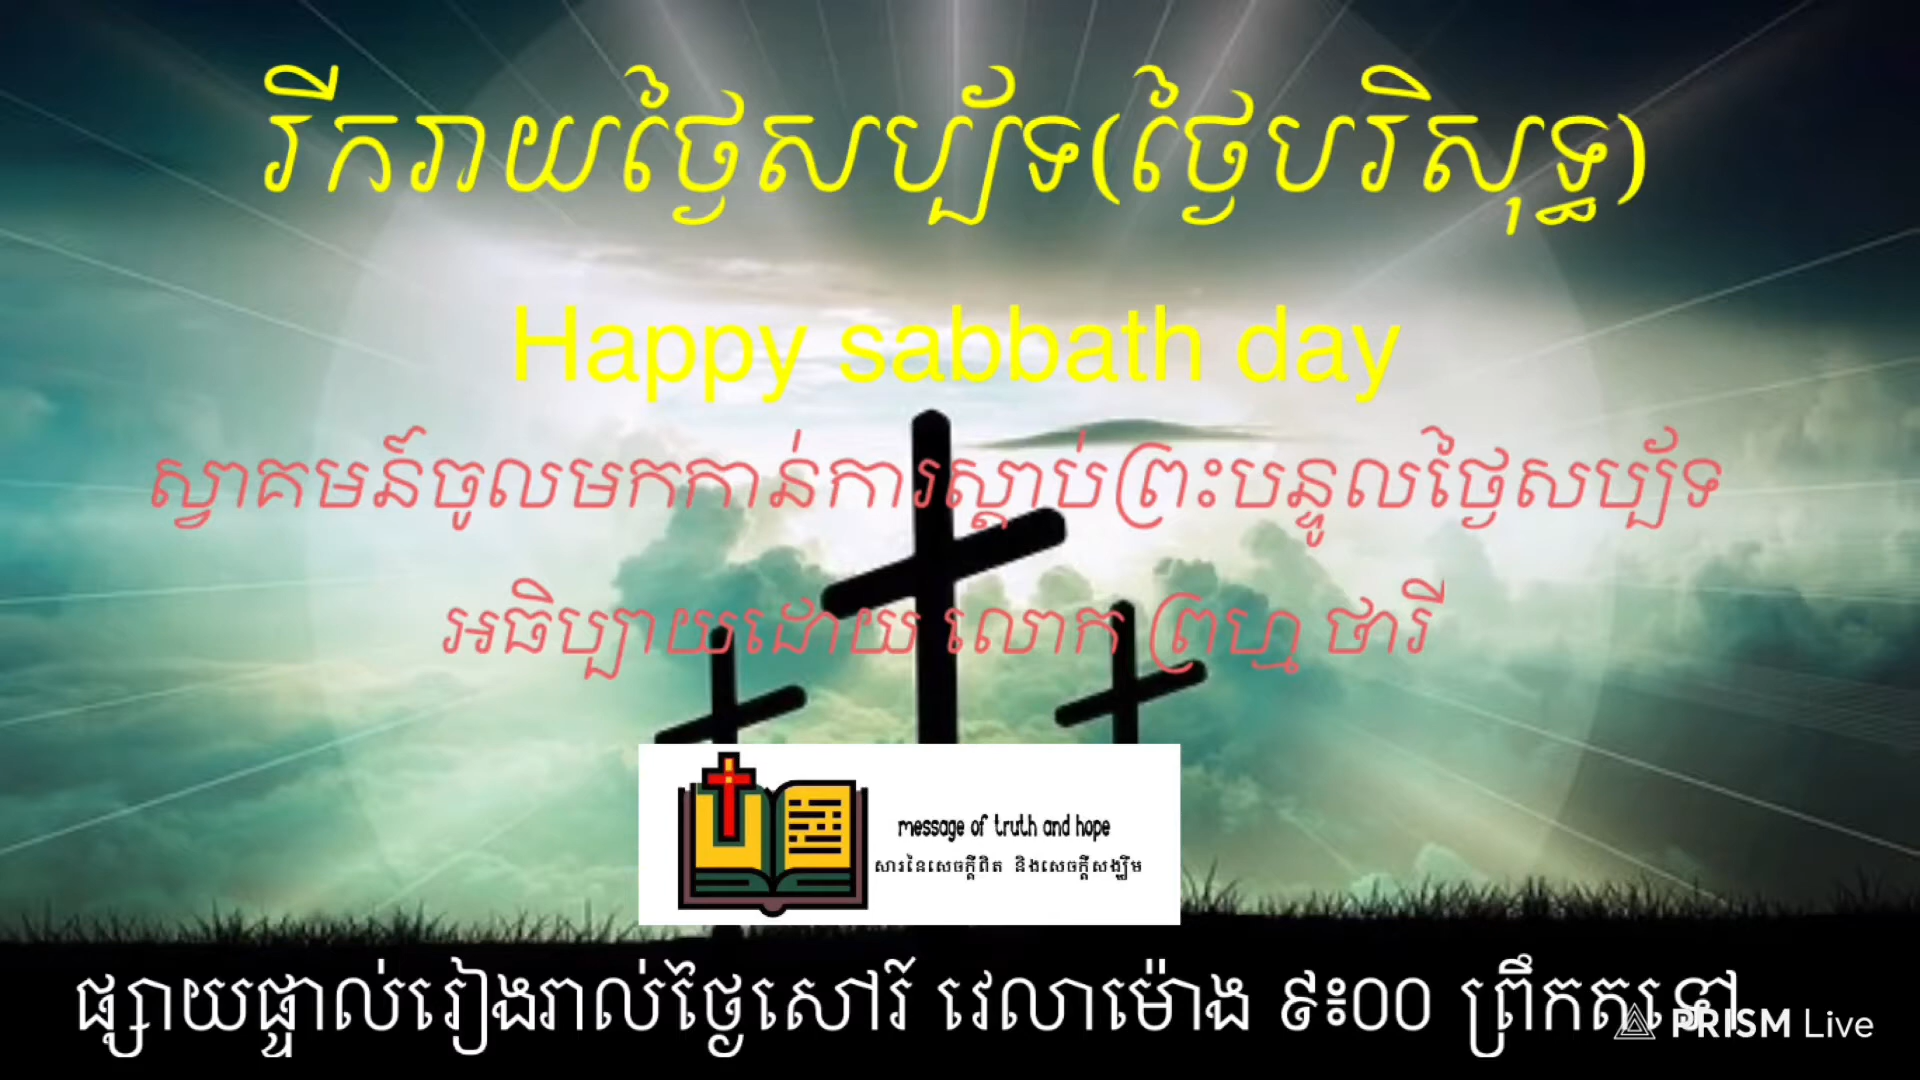 រីករាយថ្ងៃសប្ប័ទ(ថ្ងៃបរិសុទ្ធ)
Happy sabbath day
ស្វាគមន៍ចូលមកកាន់ការស្តាប់ព្រះបន្ទូលថ្ងៃសប្ប័ទ
អធិប្បាយដោយ លោក ព្រហ្ម ថារី
message of truth and hope
សារនៃសេចក្តីពិត និងសេចក្តីសង្ឃឹម
ផ្សាយផ្ទាល់រៀងរាល់ថ្ងៃសៅរ៍ វេលាម៉ោង ៩:០០ ព្រឹកតទៅ
PRISM Live